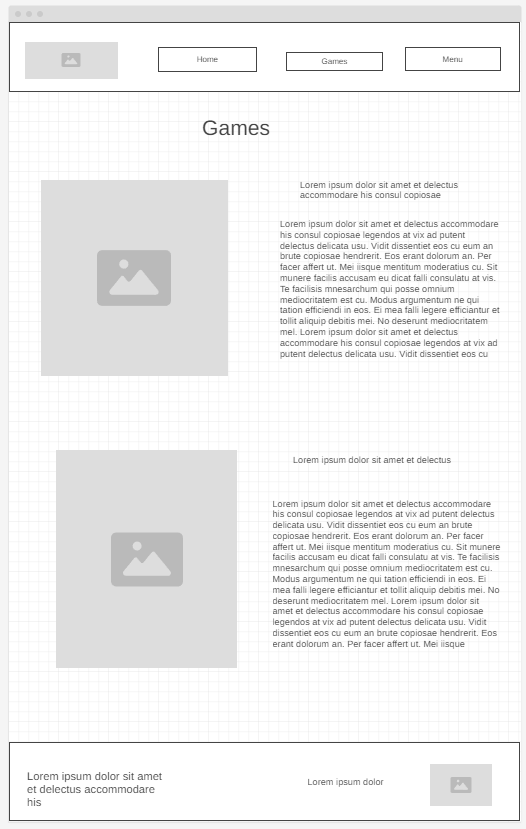 Home
Games
Menu
Games
Lorem ipsum dolor sit amet et delectus
accommodare his consul copiosae
Lorem ipsum dolor sit amet et delectus accommodare
his consul copiosae legendos at vix ad putent
delectus delicata usu. Vidit dissentiet eos cu eum an
brute copiosae hendrerit. Eos erant dolorum an. Per
facer affert ut. Mei iisque mentitum moderatius cu. Sit
munere facilis accusam eu dicat falli consulatu at vis.
Te facilisis mnesarchum qui posse omnium
mediocritatem est cu. Modus argumentum ne qui
tation efficiendi in eos. Ei mea falli legere efficiantur et
tollit aliquip debitis mei. No deserunt mediocritatem
mel. Lorem ipsum dolor sit amet et delectus
accommodare his consul copiosae legendos at vix ad
putent delectus delicata usu. Vidit dissentiet eos cu
Lorem ipsum dolor sit amet et delectus
Lorem ipsum dolor sit amet et delectus accommodare
his consul copiosae legendos at vix ad putent delectus
delicata usu. Vidit dissentiet eos cu eum an brute
copiosae hendrerit. Eos erant dolorum an. Per facer
affert ut. Mei iisque mentitum moderatius cu. Sit munere
facilis accusam eu dicat falli consulatu at vis. Te facilisis
mnesarchum qui posse omnium mediocritatem est cu.
Modus argumentum ne qui tation efficiendi in eos. Ei
mea falli legere efficiantur et tollit aliquip debitis mei. No
deserunt mediocritatem mel. Lorem ipsum dolor sit
amet et delectus accommodare his consul copiosae
legendos at vix ad putent delectus delicata usu. Vidit
dissentiet eos cu eum an brute copiosae hendrerit. Eos
erant dolorum an. Per facer affert ut. Mei iisque
Lorem ipsum dolor sit amet
et delectus accommodare
his
Lorem ipsum dolor